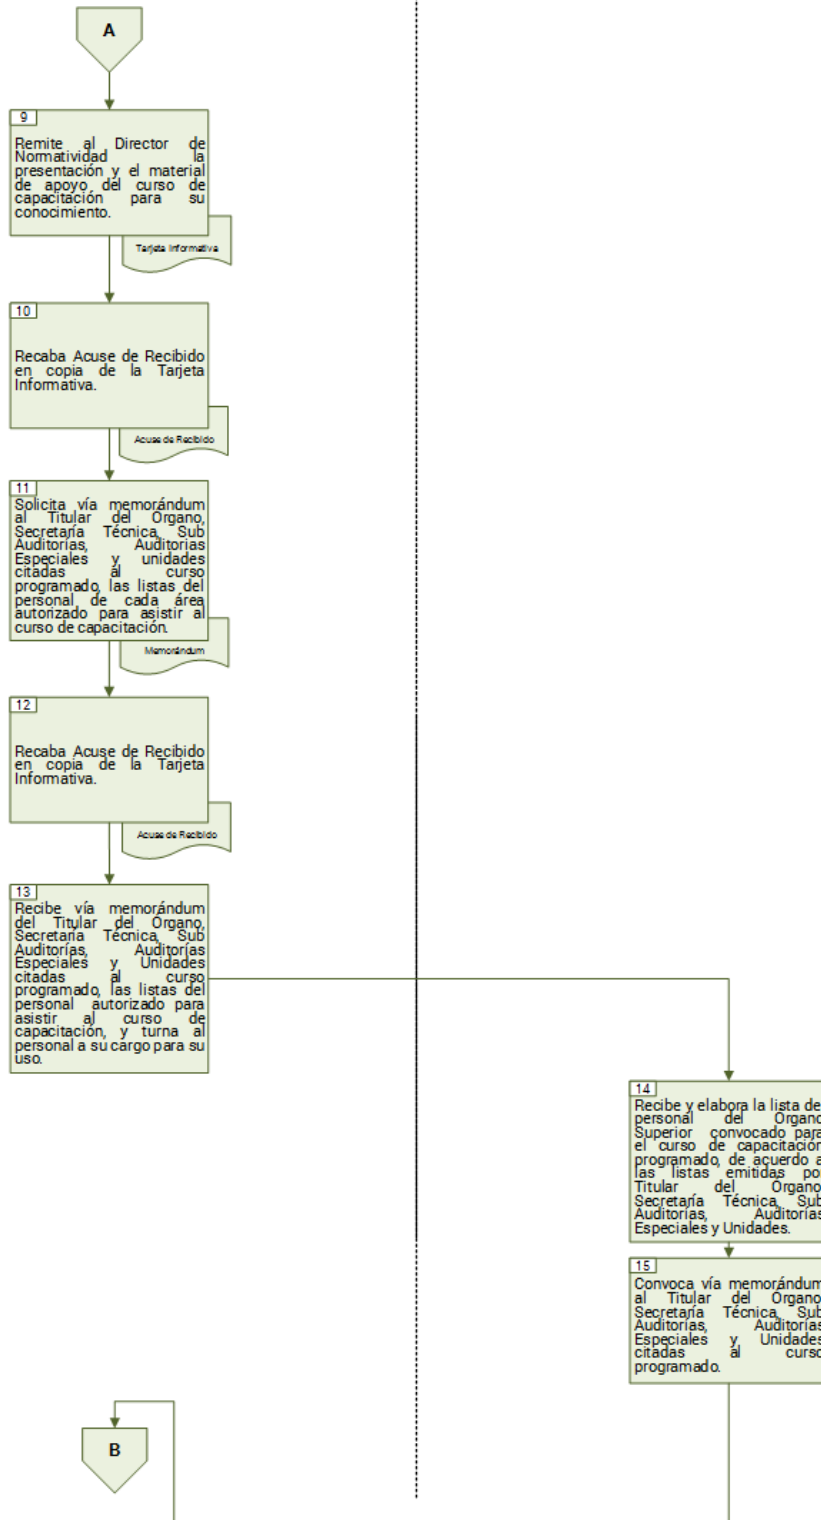 A
9
Remite al Director de
Normatividad la
presentación y el material
de apoyo del curso de
capacitación para su
conocimiento.
Tarjeta Informativa
10
Recaba Acuse de Recibido
en copia de la Tarjeta
Informativa.
Acuse de Recibido
11
Solicita vía memorándum
al Titular del Órgano,
Secretaría Técnica, Sub
Auditorías, Auditorias
Especiales y unidades
citadas al curso
programado, las listas del
personal de cada área
autorizado para asistir al
curso de capacitación.
Memorándum
12
Recaba Acuse de Recibido
en copia de la Tarjeta
Informativa.
Acuse de Recibido
13
Recibe vía memorándum
del Titular del Órgano,
Secretaría Técnica, Sub
Auditorías, Auditorías
Especiales y Unidades
citadas al curso
programado, las listas del
personal autorizado para
asistir al curso de
capacitación, y turna al
personal a su cargo para su
uso.
14
Recibe y elabora la lista de
personal del Órgano
Superior convocado para
el curso de capacitación
programado, de acuerdo a
las listas emitidas por
Titular del Órgano
Secretaría Técnica, Sub
Auditorías, Auditorías
Especiales y Unidades.
15
Convoca vía memorándum
al Titular del Órgano
Secretaría Técnica, Sub
Auditorías, Auditorías
Especiales y Unidades
citadas al curso
programado.
B